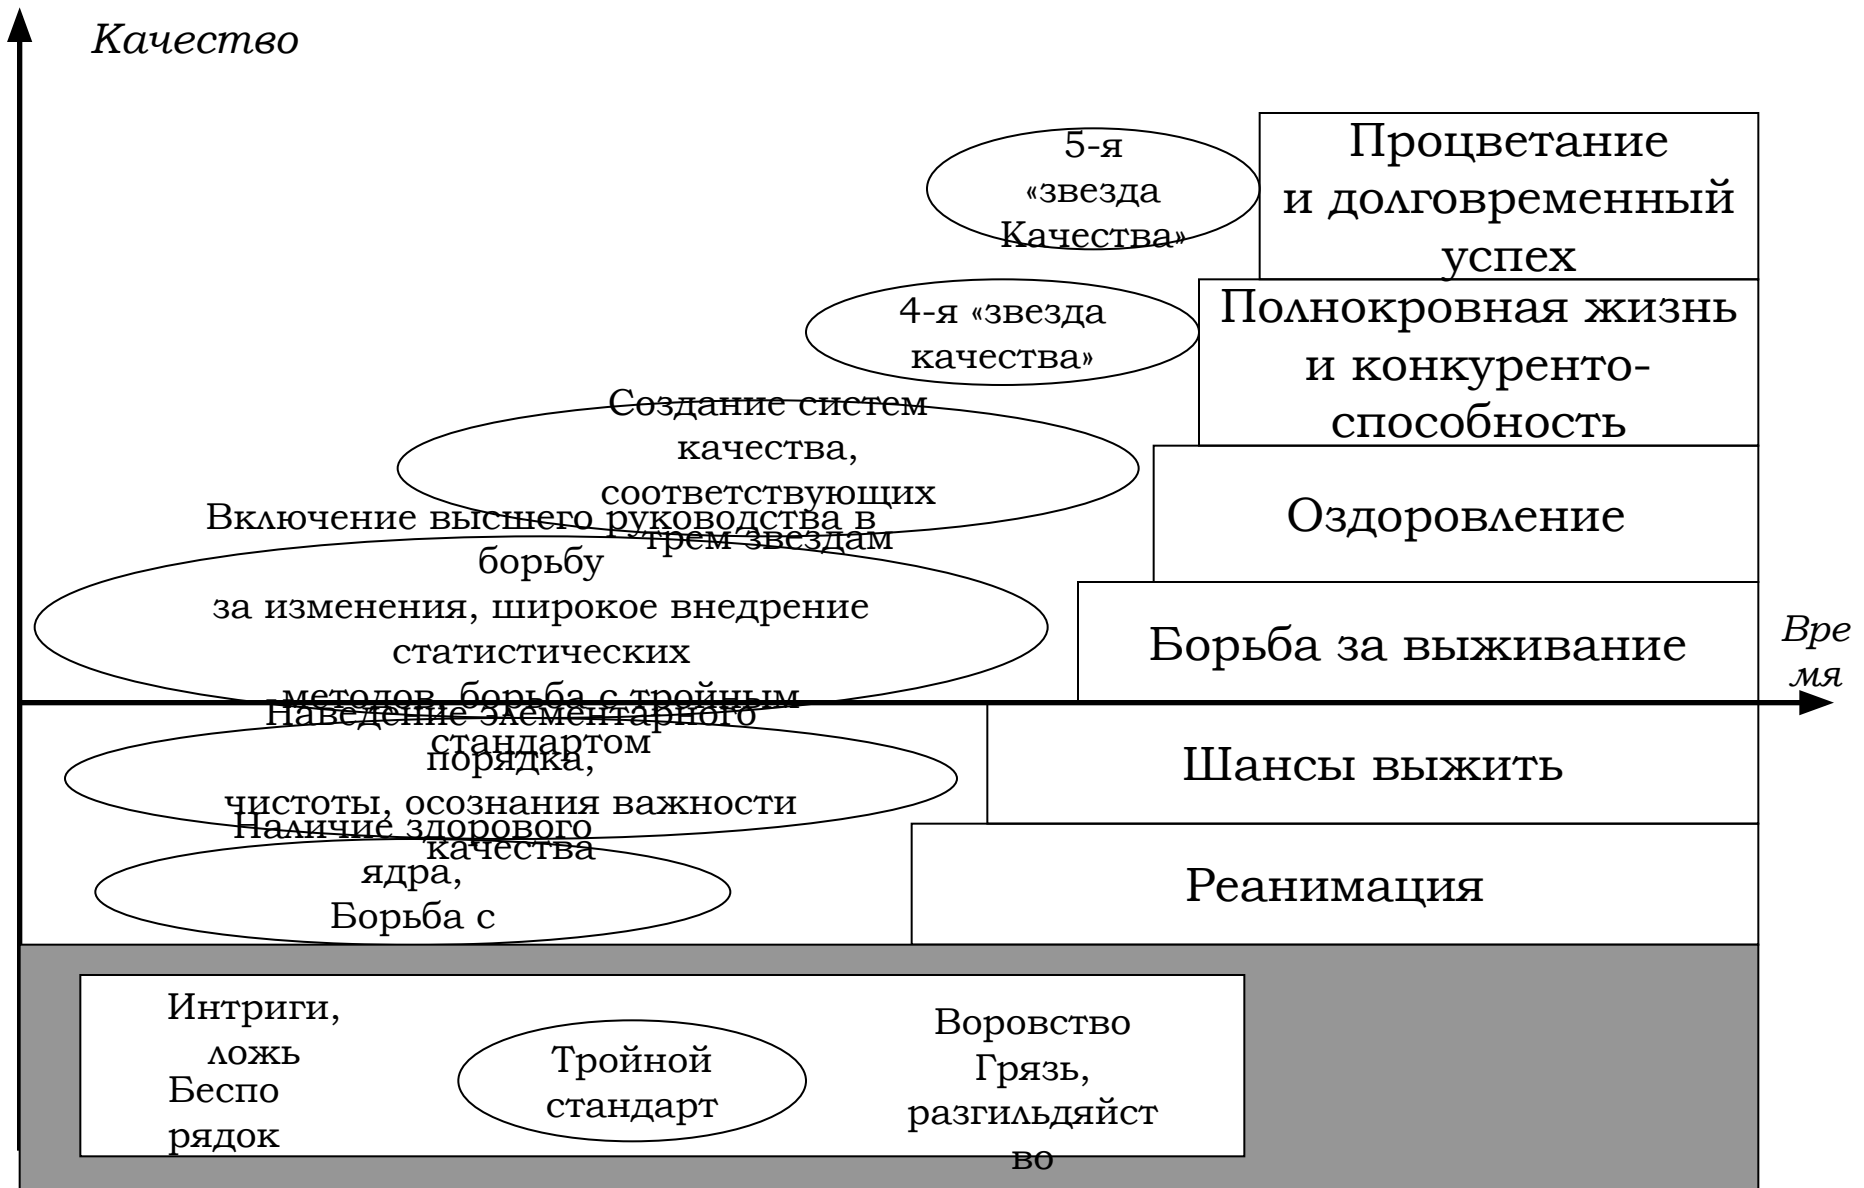 Качество
5-я
«звезда
Качества»
Процветание
и долговременный
успех
4-я «звезда
качества»
Полнокровная жизнь
и конкуренто-
способность
Создание систем
качества,
соответствующих
трем звездам
Оздоровление
Включение высшего руководства в
борьбу
за изменения, широкое внедрение
статистических
методов, борьба с тройным
стандартом
Борьба за выживание
Вре
мя
Наведение элементарного
порядка,
чистоты, осознания важности
качества
Шансы выжить
Наличие здорового
ядра,
Борьба с
Реанимация
Интриги,
ложь
Беспо
рядок
Тройной
стандарт
Воровство
Грязь,
разгильдяйст
во